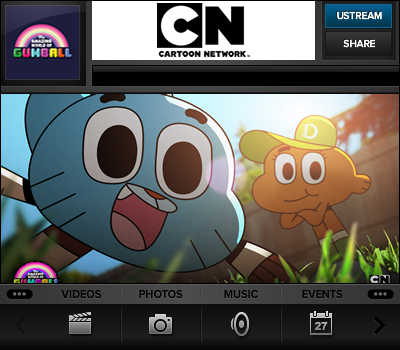 THE AMAZING WORLD OF
GUMBALL
CN
CARTOON NETWORK™
USTREAM
SHARE
D
THE AMAZING WORLD OF
GUMBALL
CN
VIDEOS
PHOTOS
MUSIC
EVENTS
27